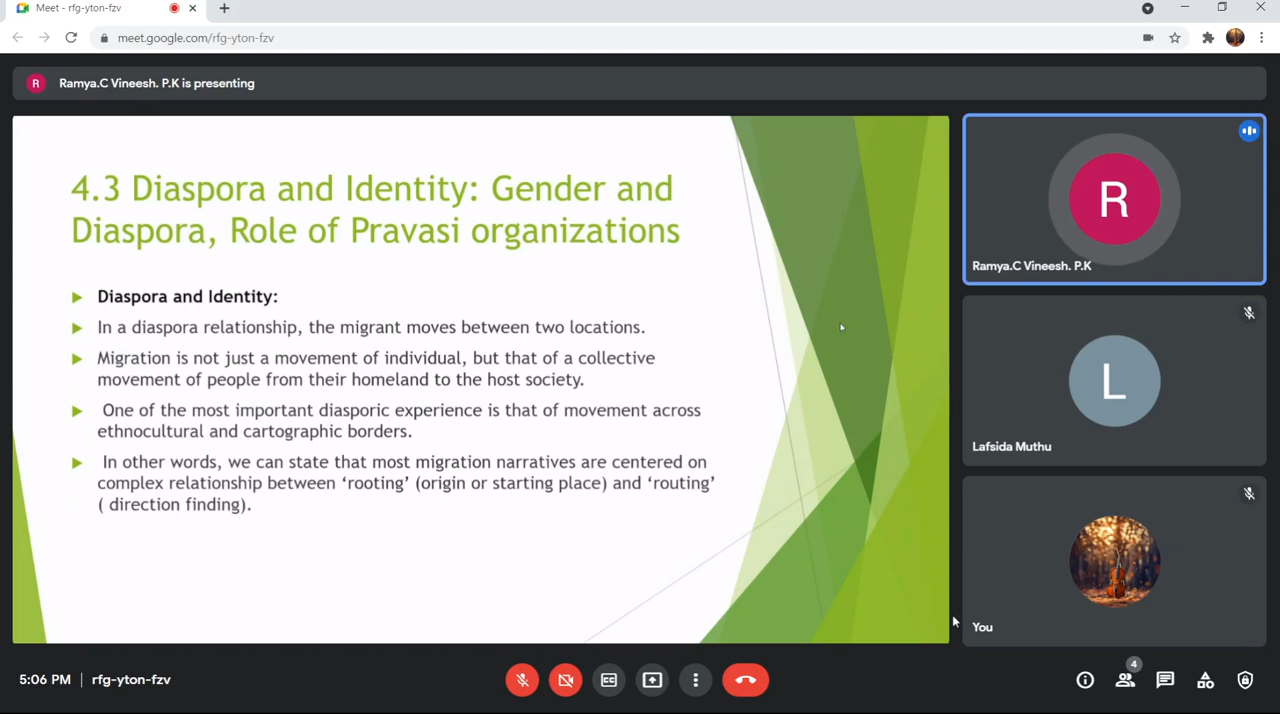 Meet - rfg-yton-fzv
meet.google.com/rfg-yton-fzv
R
Ramya.C Vineesh. P.K is presenting
4.3 Diaspora and Identity: Gender and
Diaspora, Role of Pravasi organizations
Diaspora and Identity:
In a diaspora relationship, the migrant moves between two locations.
Migration is not just a movement of individual, but that of a collective
movement of people from their homeland to the host society.
One of the most important diasporic experience is that of movement across
ethnocultural and cartographic borders.
In other words, we can state that most migration narratives are centered on
complex relationship between ‘rooting’ (origin or starting place) and ‘routing’
( direction finding).
R
Ramya.C Vineesh. P.K
L
Lafsida Muthu
You
5:06 PM | rfg-yton-fzv
CC
4